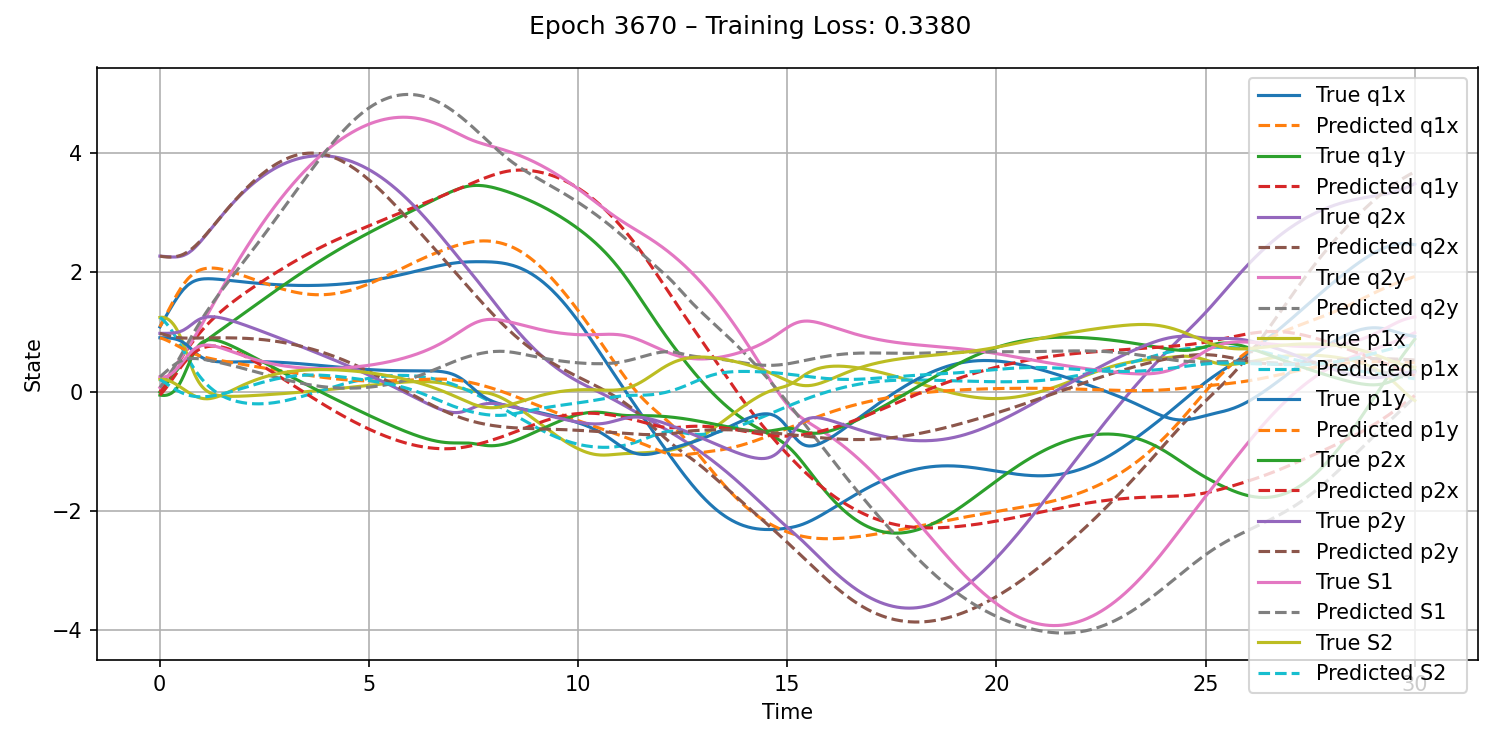 Epoch 3670 – Training Loss: 0.3380
State
4
2
0
−2
−4
True q1x
Predicted q1x
True q1y
Predicted q1y
True q2x
Predicted q2x
True q2y
Predicted q2y
True p1x
Predicted p1x
True p1y
Predicted p1y
True p2x
Predicted p2x
True p2y
Predicted p2y
True S1
Predicted S1
True S2
Predicted S2
0
5
10
15
20
25
30
Time